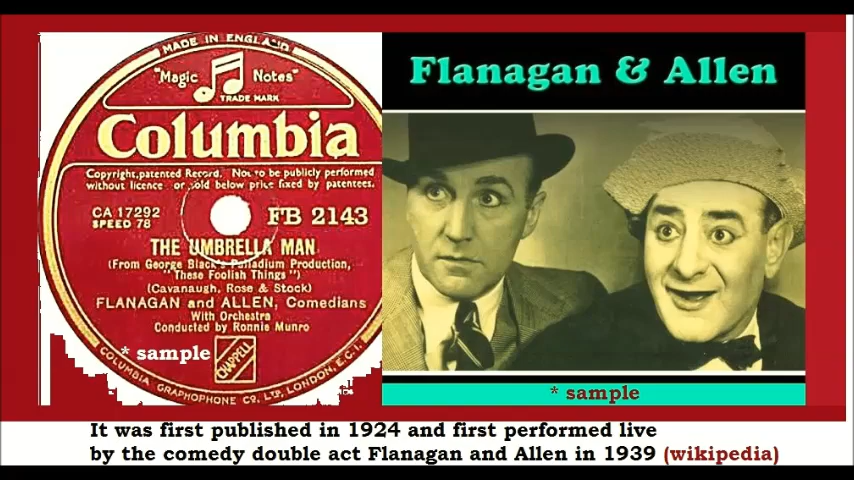 MADE IN ENGLAND
"Magic Notes"
TRADE MARK
Columbia
Copyright,patented Record. Not to be publicly performed
without licence or sold below price fixed by patentees.
CA 17292
SPEED 78
FB 2143
THE UMBRELLA MAN
(From George Black's Palladium Production,
"These Foolish Things")
(Cavanaugh, Rose & Stock)
FLANAGAN and ALLEN, Comedians
With Orchestra
Conducted by Ronnie Munro
* sample
CHAPPELL
COLUMBIA GRAPHOPHONE CO. LTD. LONDON, E.C.1.
Flanagan & Allen
* sample
It was first published in 1924 and first performed live
by the comedy double act Flanagan and Allen in 1939 (wikipedia)